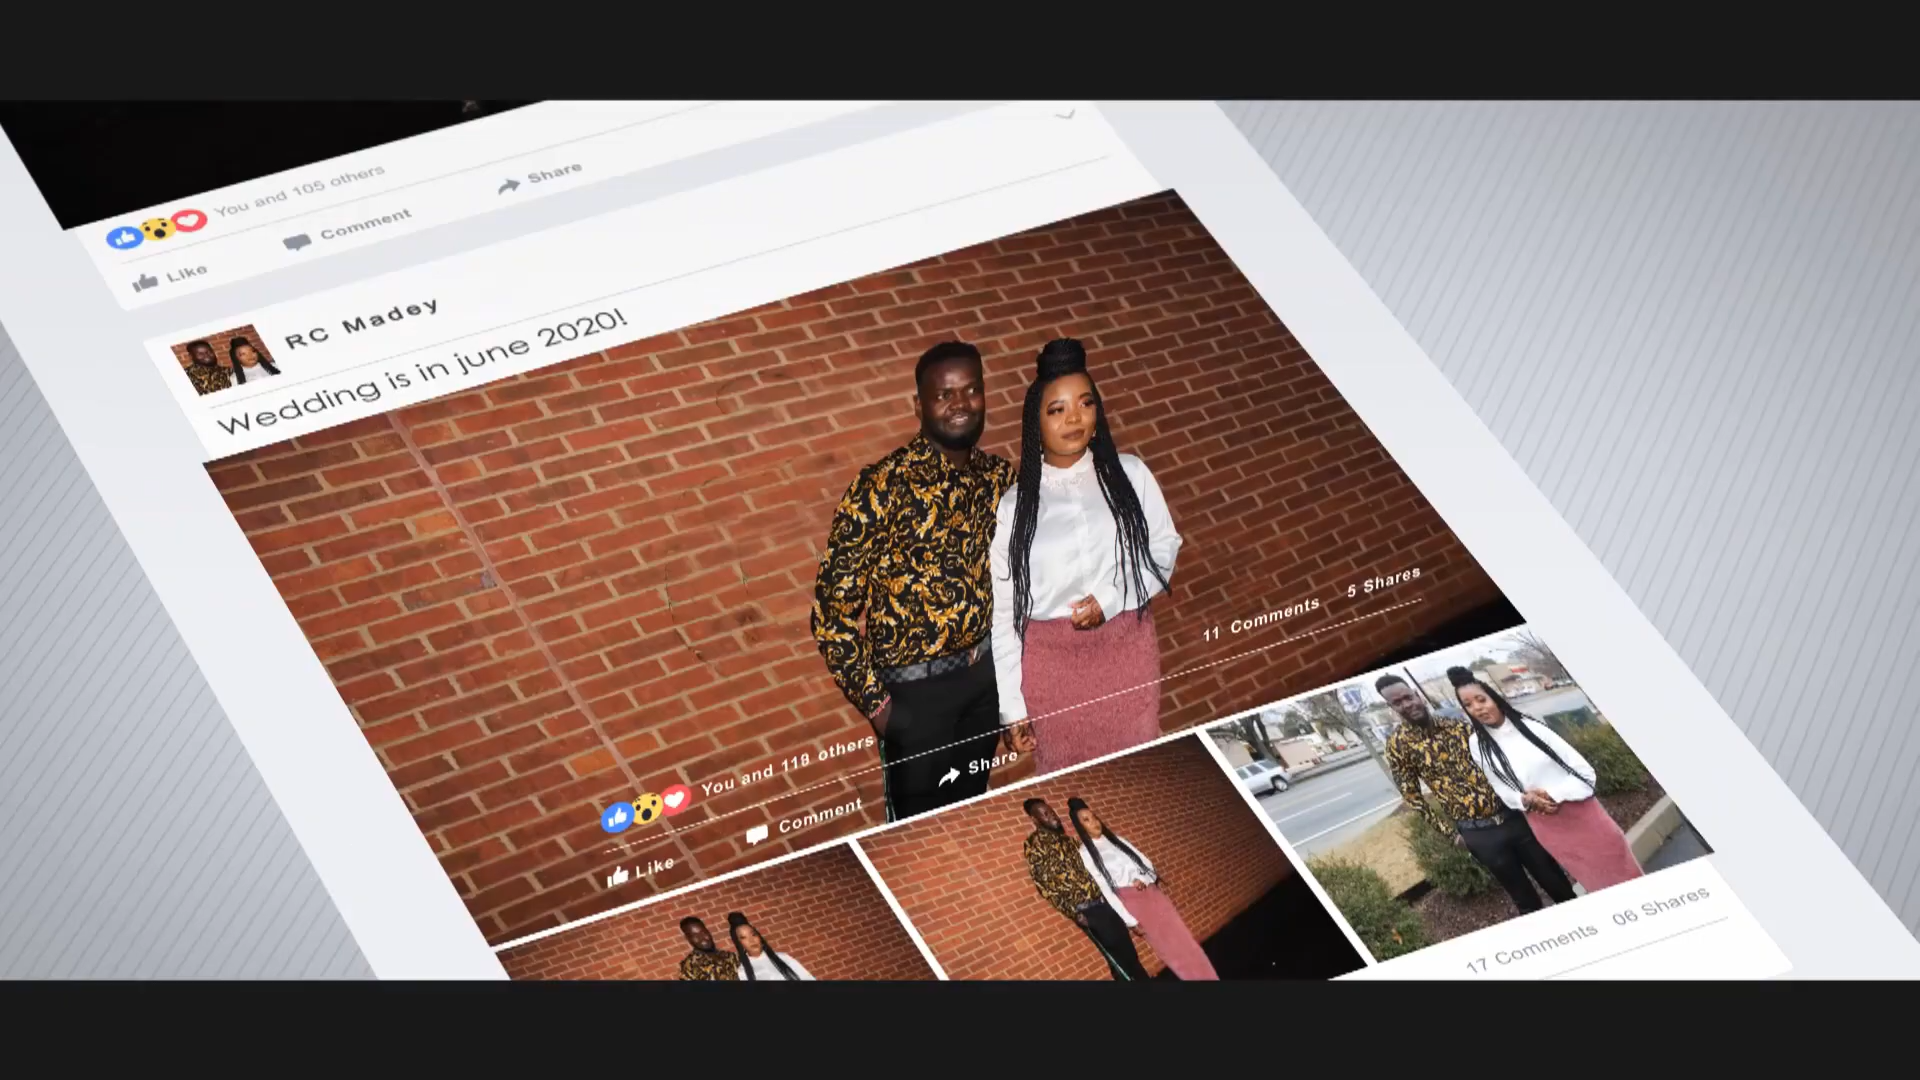 You and 105 others
Like
Comment
Share
RC Madey
Wedding is in june 2020!
11 Comments 5 Shares
You and 118 others
Like
Comment
Share
17 Comments 06 Shares